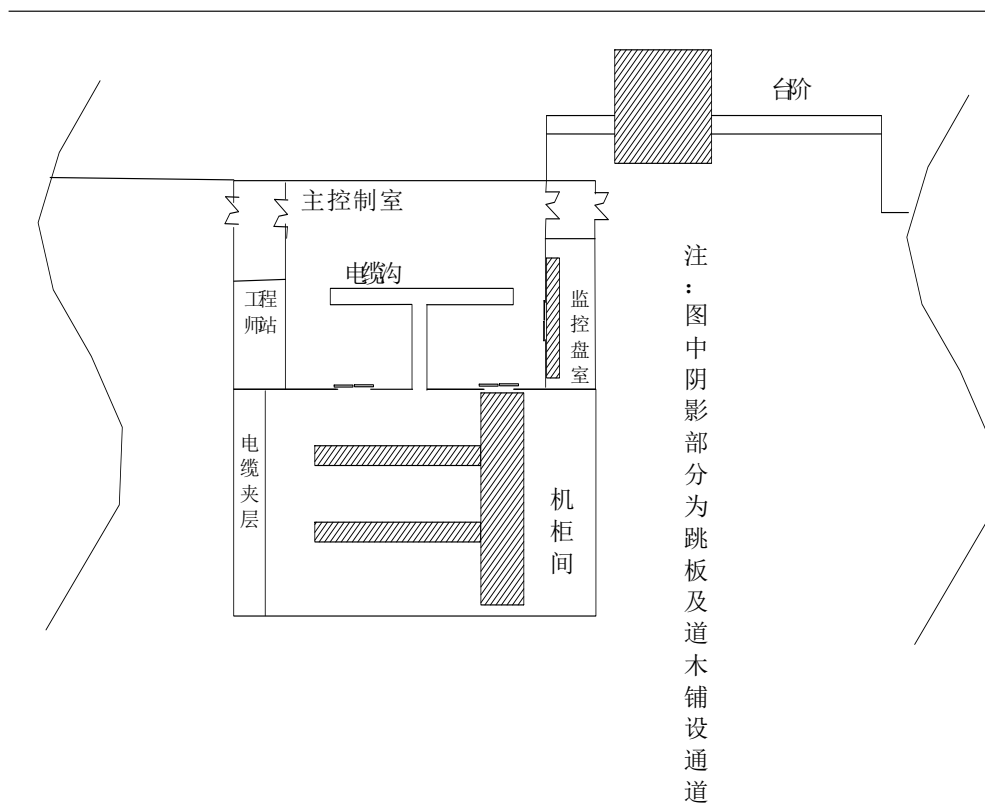 台阶
主控制室
电缆沟
工程
师站
监控盘室
电缆夹层
机柜间
注：图中阴影部分为跳板及道木铺设通道